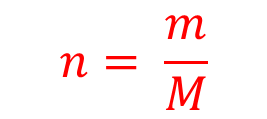 n = m/M